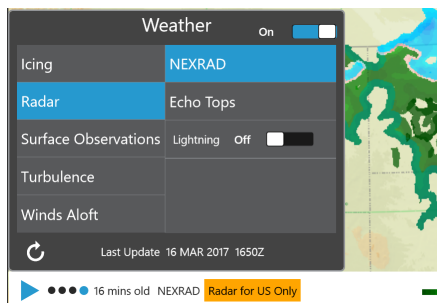 Weather On
Icing NEXRAD
Radar Echo Tops
Surface Observations Lightning Off
Turbulence
Winds Aloft
Last Update 16 MAR 2017 1650Z
16 mins old NEXRAD Radar for US Only